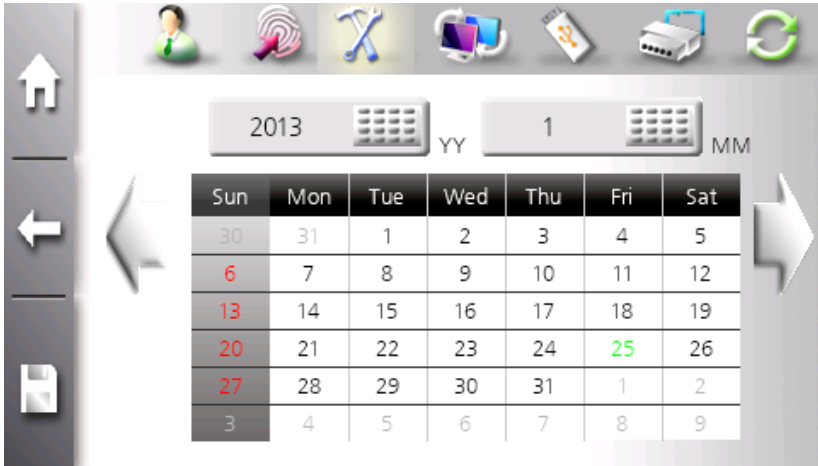 2013 YY 1 MM
Sun Mon Tue Wed Thu Fri Sat
30 31 1 2 3 4 5
6 7 8 9 10 11 12
13 14 15 16 17 18 19
20 21 22 23 24 25 26
27 28 29 30 31 1 2
3 4 5 6 7 8 9